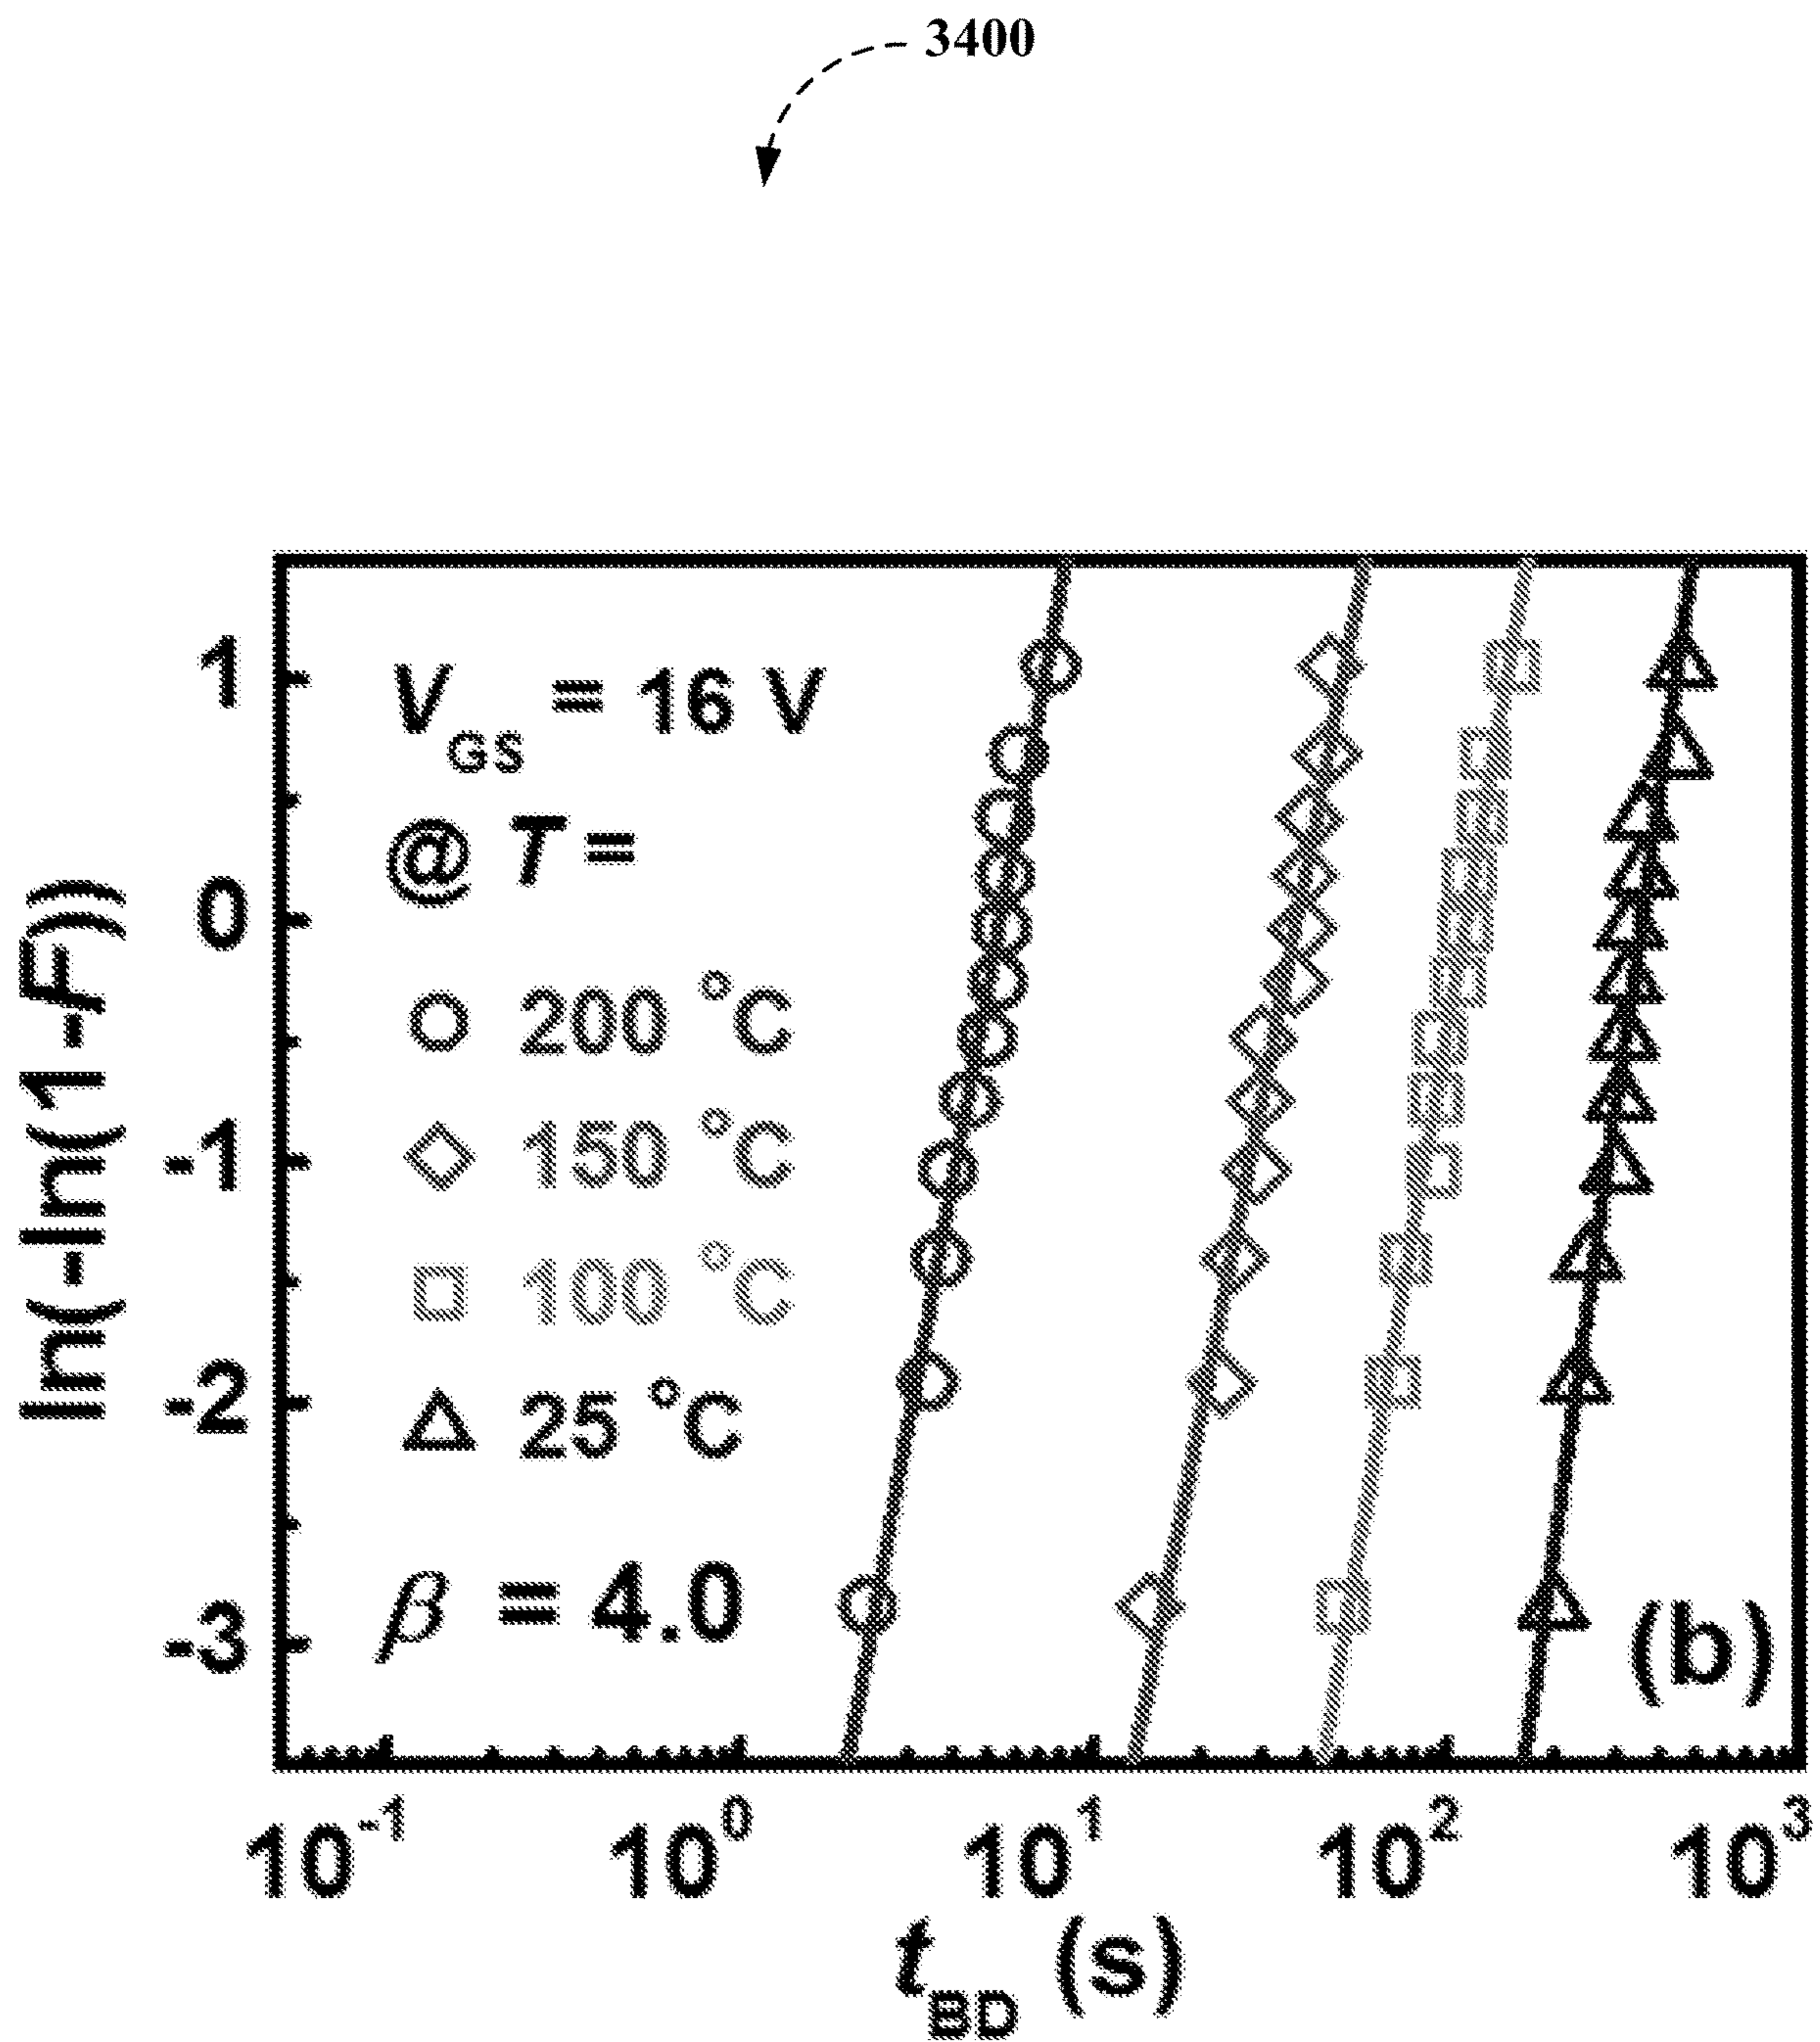 3400
V_GS = 16 V
@ T =
200 °C
150 °C
100 °C
25 °C
β = 4.0
(b)
ln(-ln(1-F))
1
0
-1
-2
-3
10^-1 10^0 10^1 10^2 10^3
t_BD (s)